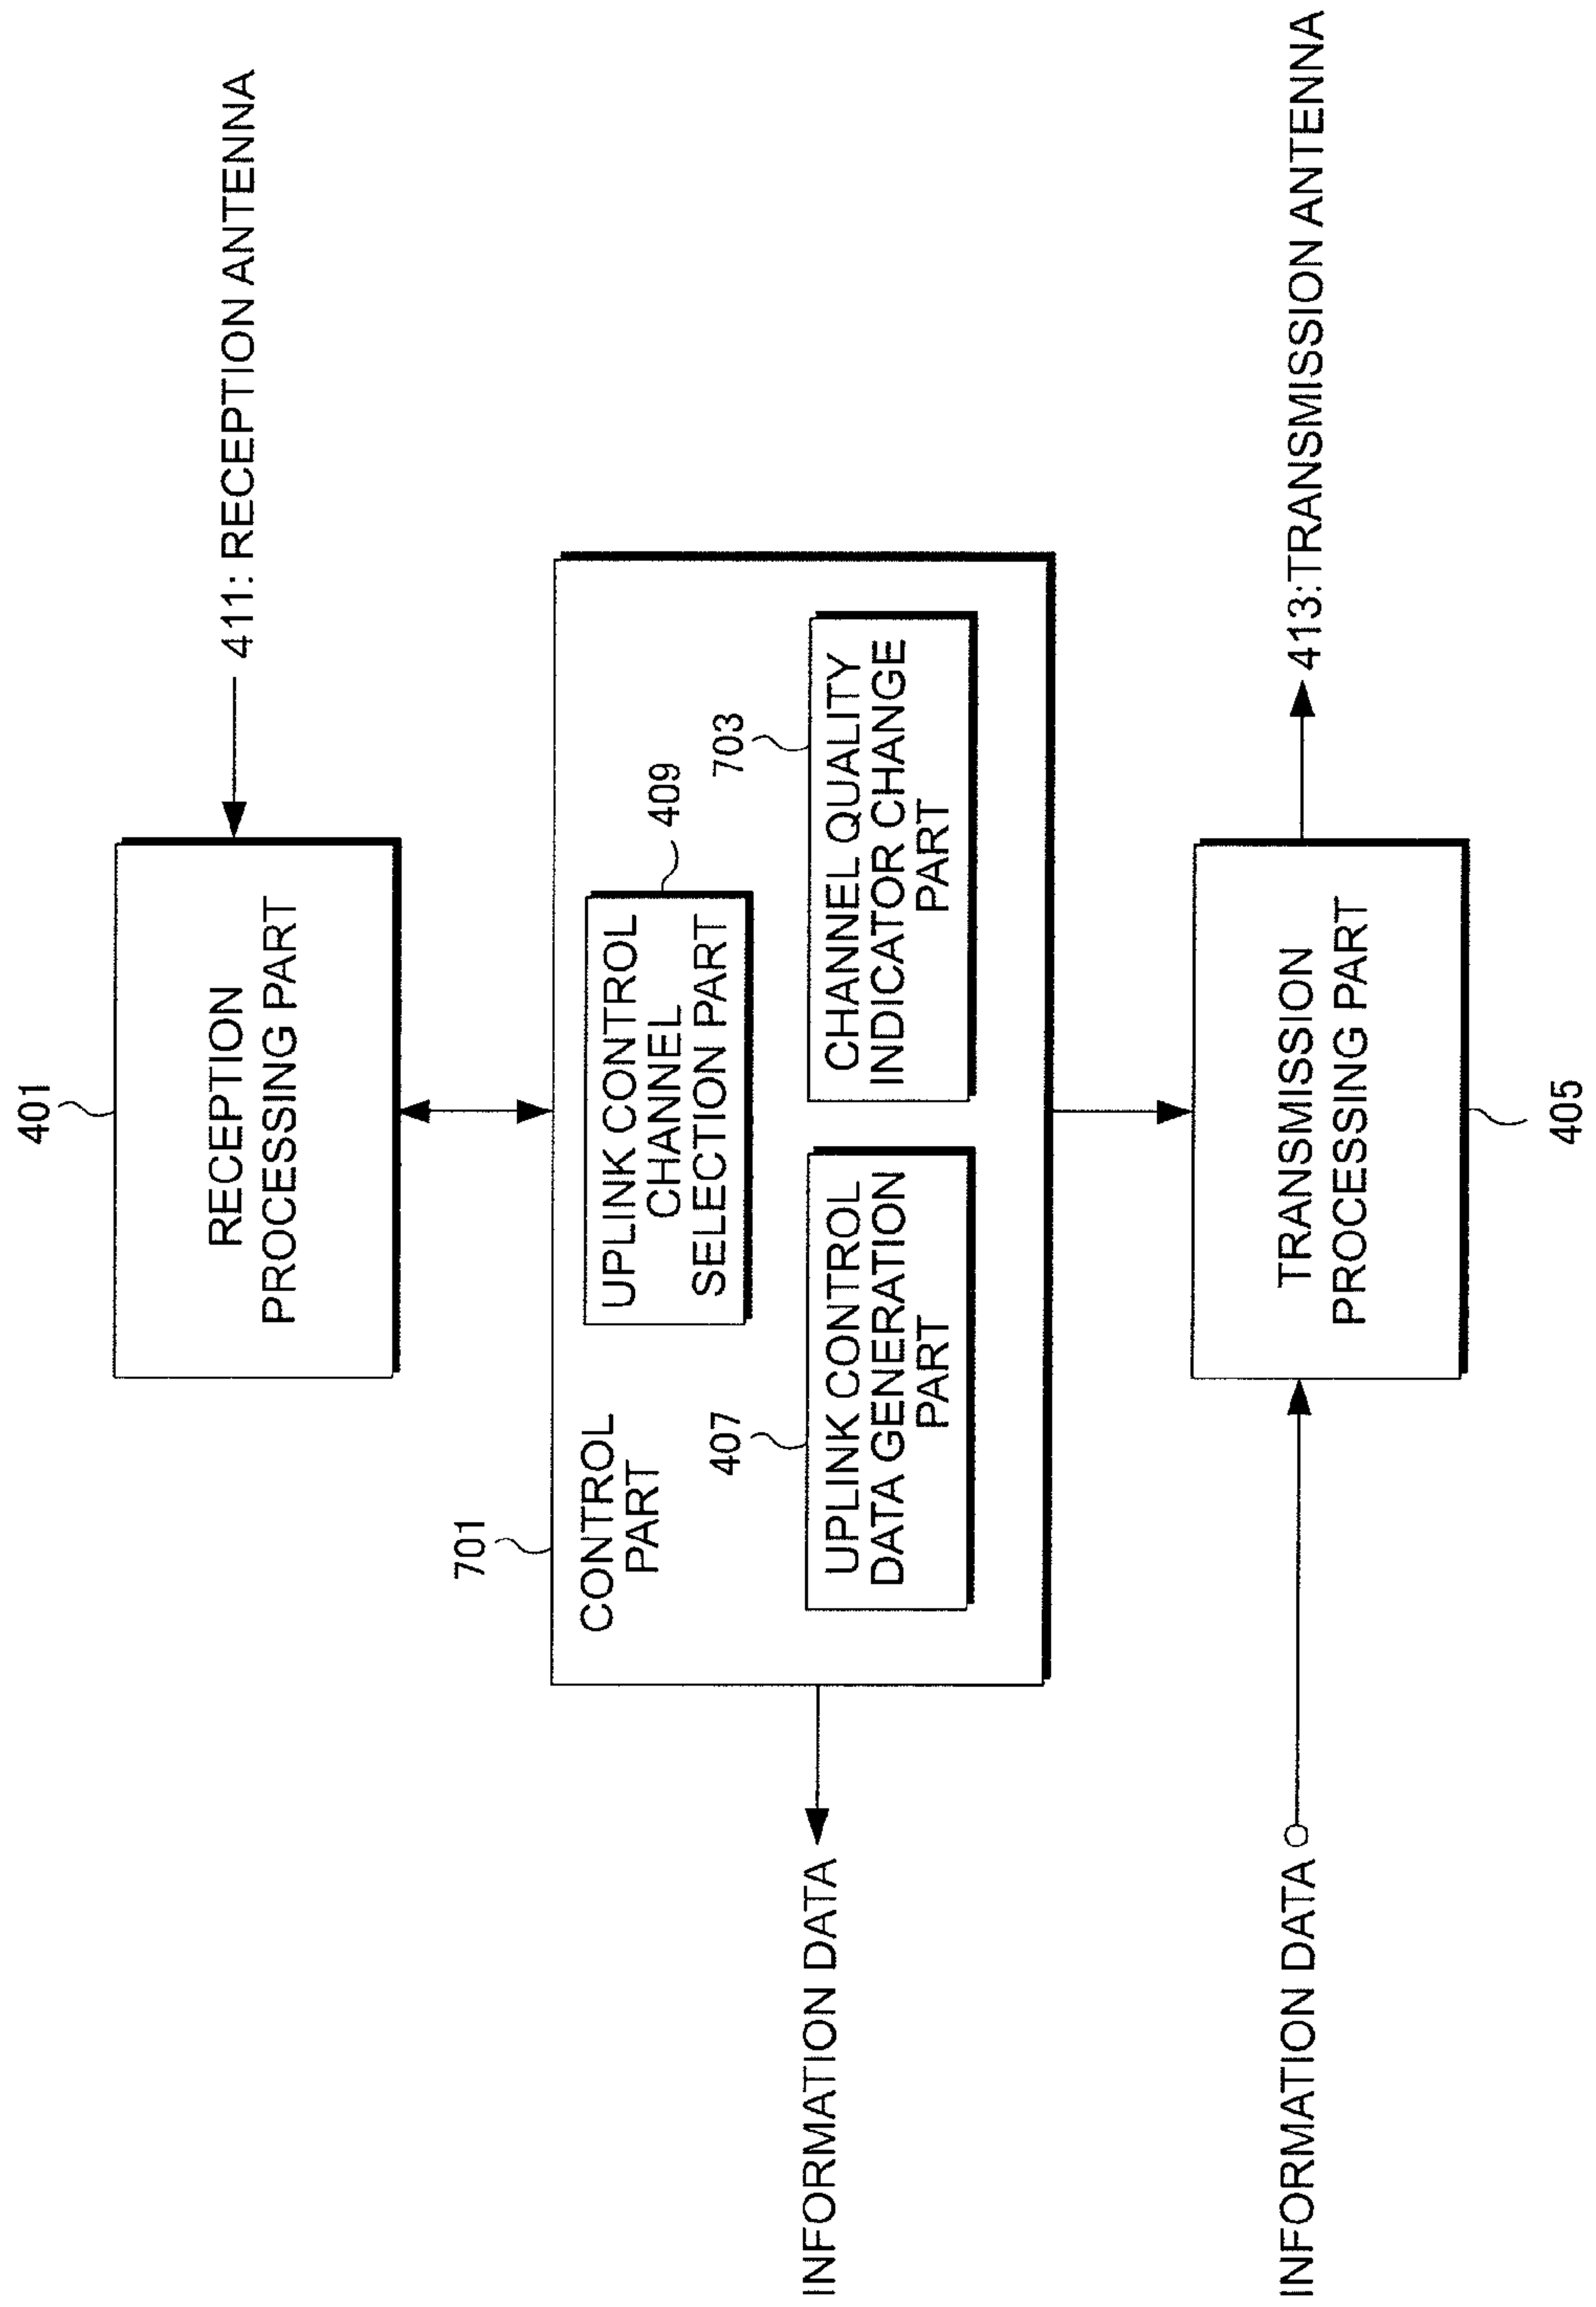 401
RECEPTION
PROCESSING PART
411: RECEPTION ANTENNA
701
CONTROL
PART
409
UPLINK CONTROL
CHANNEL
SELECTION PART
407
UPLINK CONTROL
DATA GENERATION
PART
703
CHANNEL QUALITY
INDICATOR CHANGE
PART
INFORMATION DATA
INFORMATION DATA
TRANSMISSION
PROCESSING PART
405
413:TRANSMISSION ANTENNA